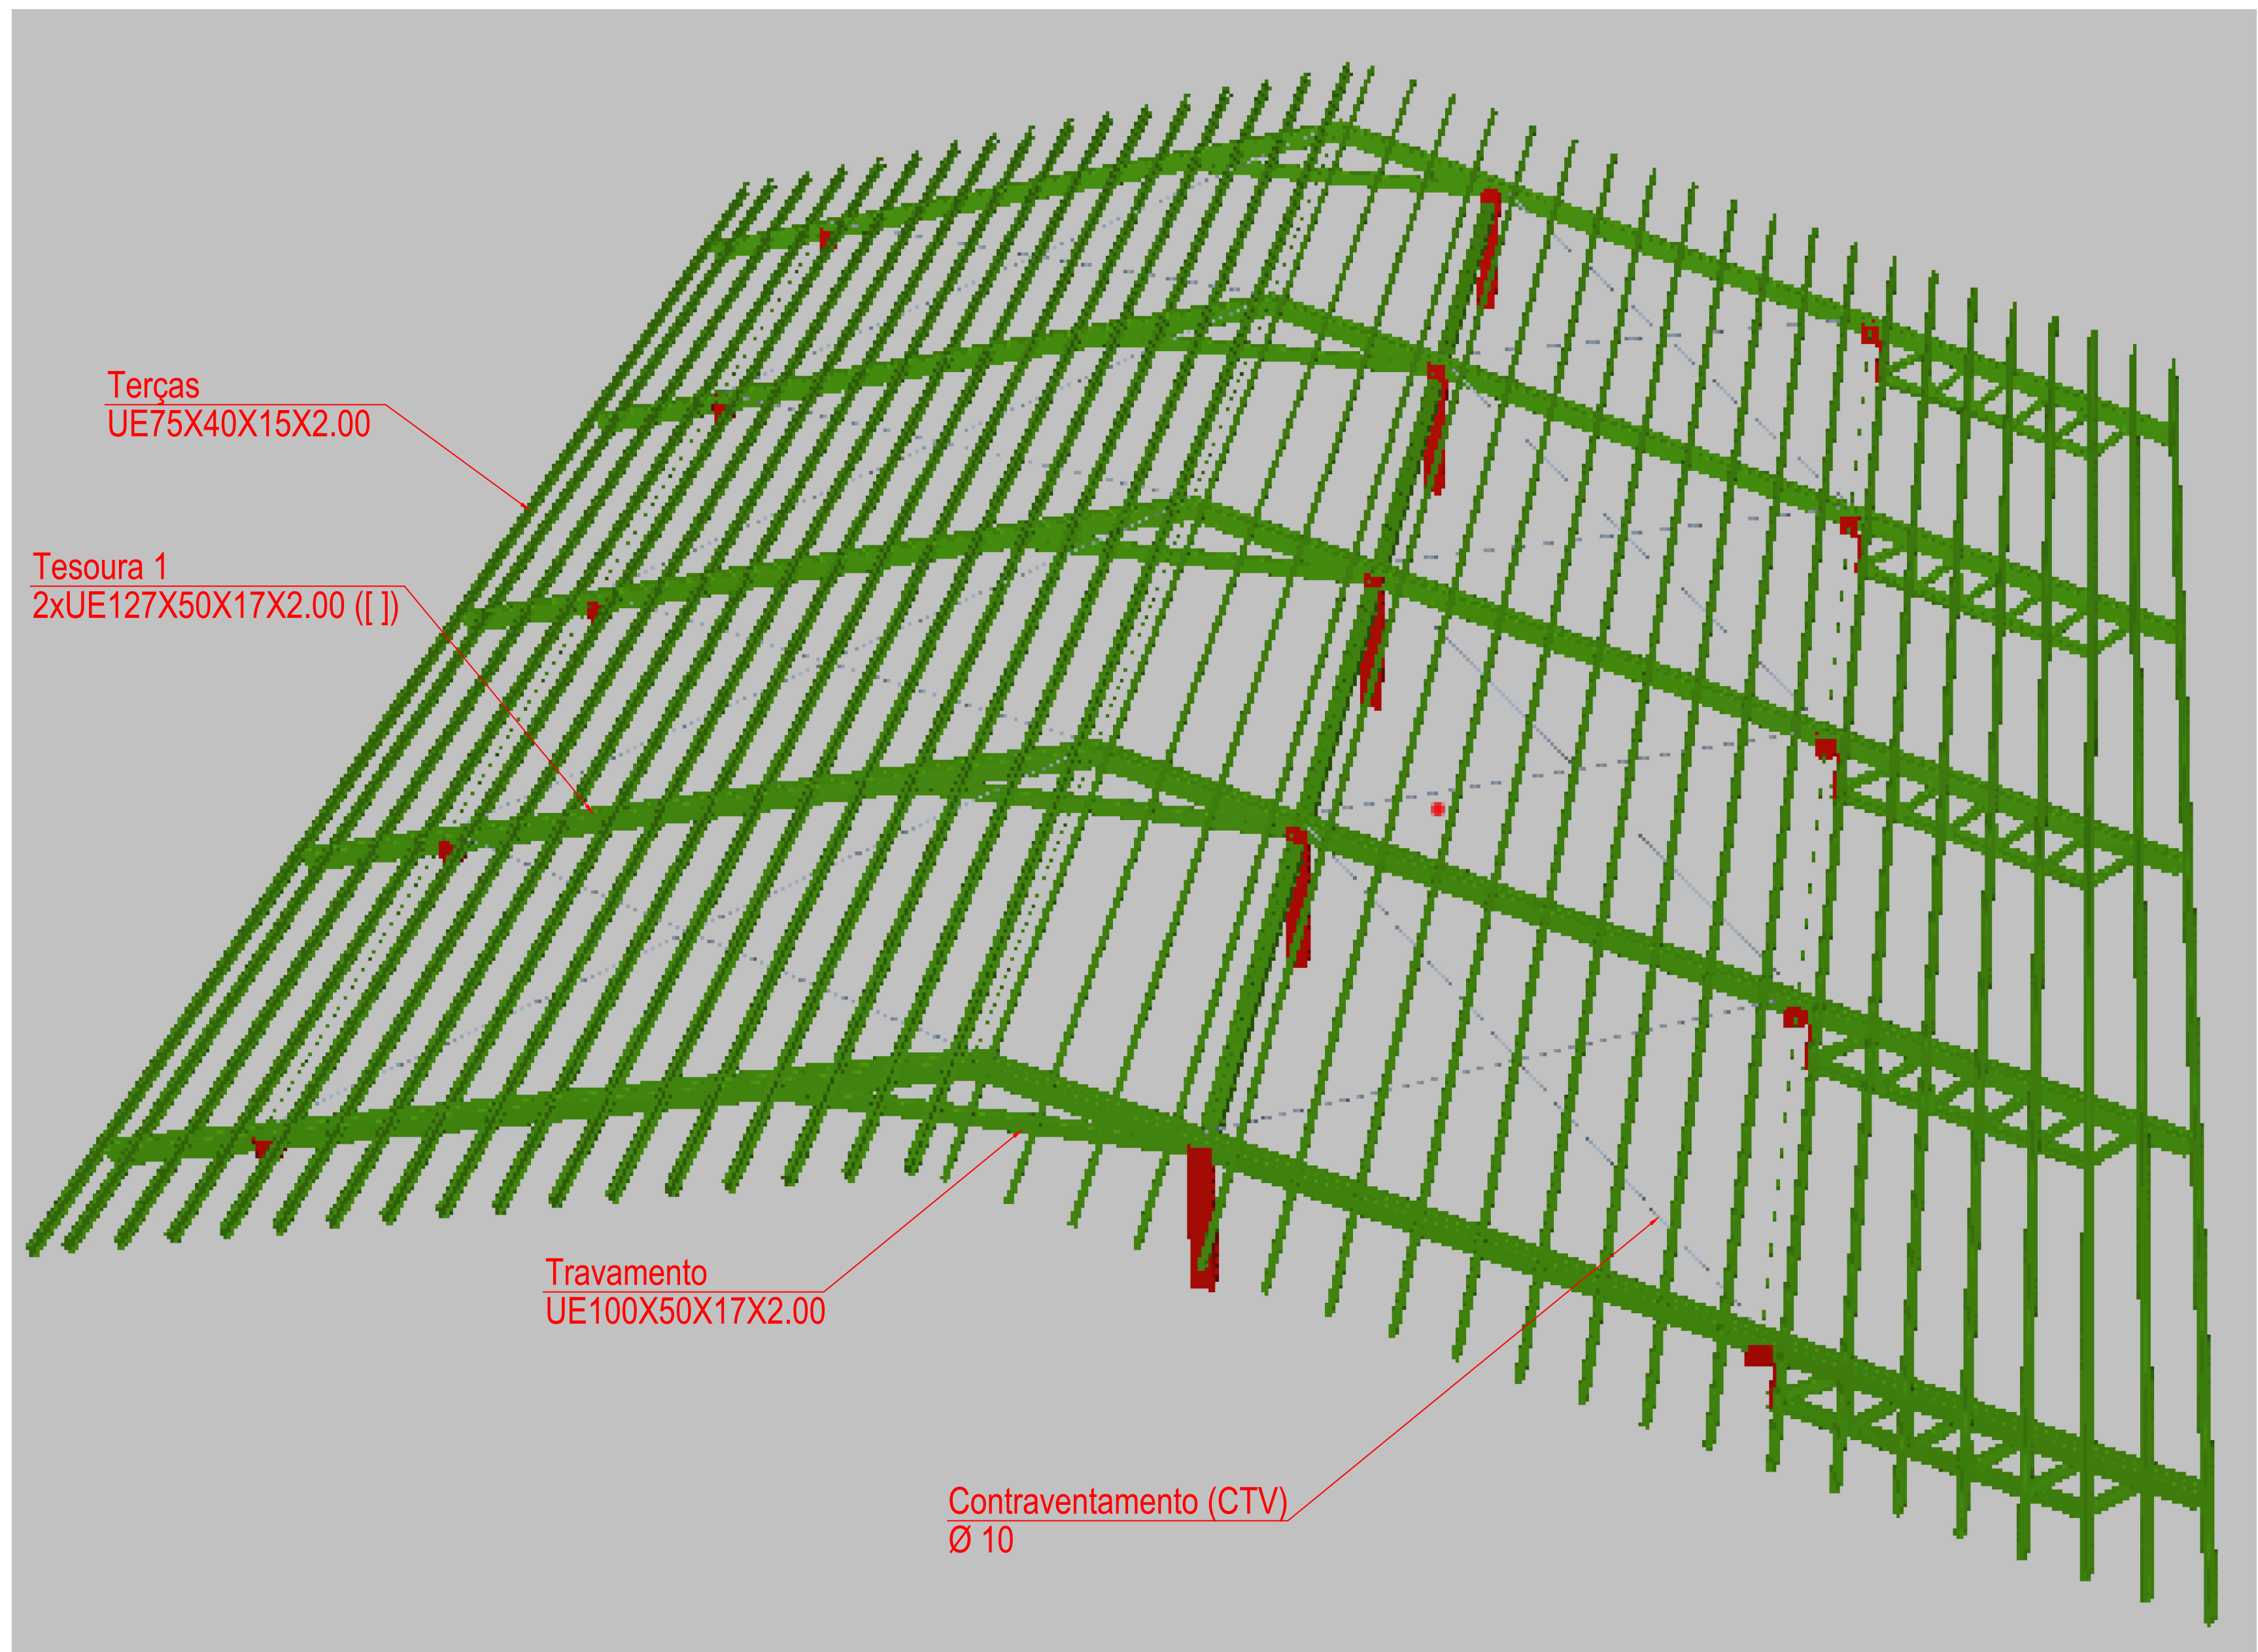 Terças
UE75X40X15X2.00
Tesoura 1
2xUE127X50X17X2.00 ([ ])
Travamento
UE100X50X17X2.00
Contraventamento (CTV)
Ø 10